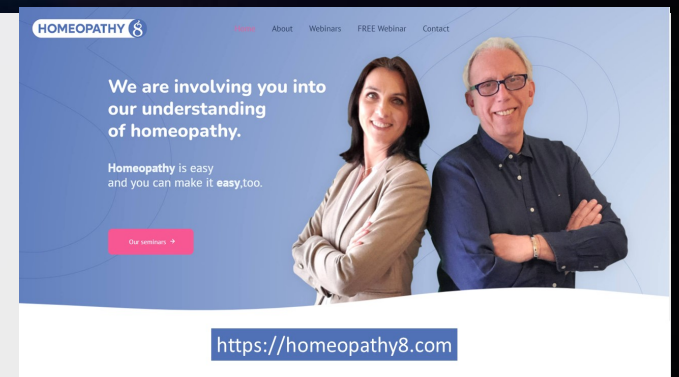 HOMEOPATHY 8
Home About Webinars FREE Webinar Contact
We are involving you into
our understanding
of homeopathy.
Homeopathy is easy
and you can make it easy,too.
Our seminars →
https://homeopathy8.com